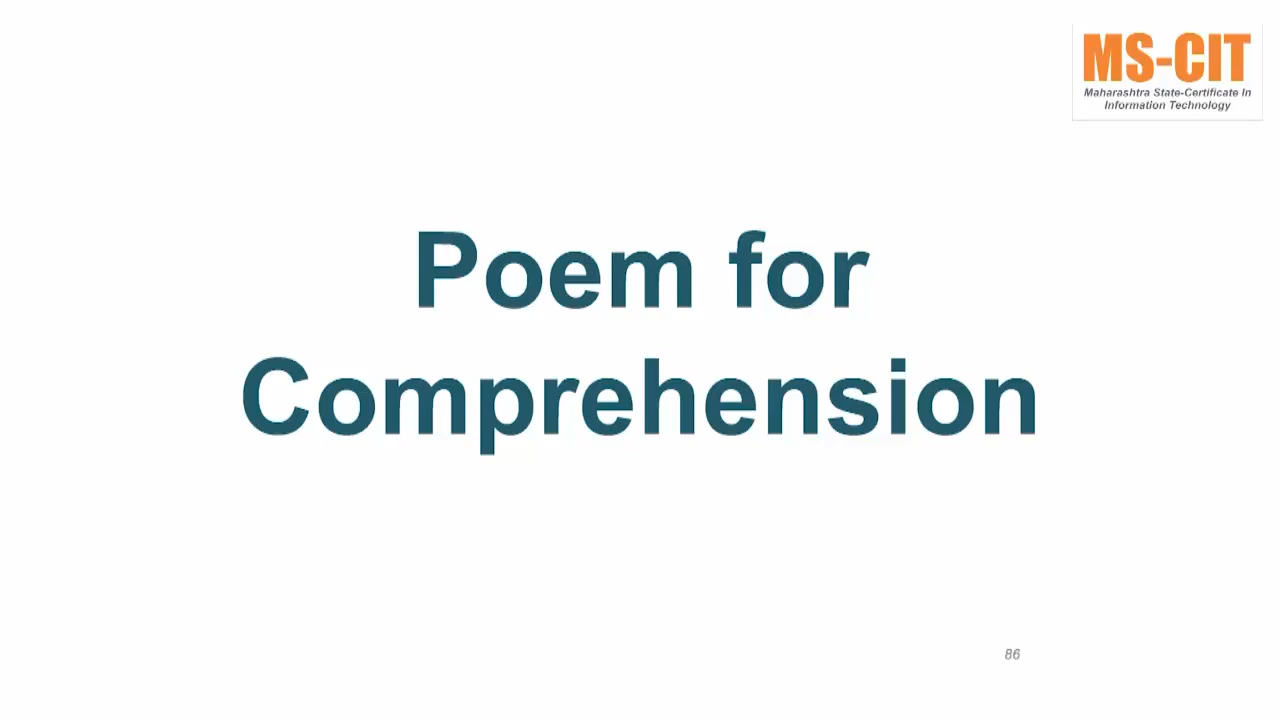 MS-CIT
Maharashtra State-Certificate In
Information Technology
Poem for
Comprehension
86